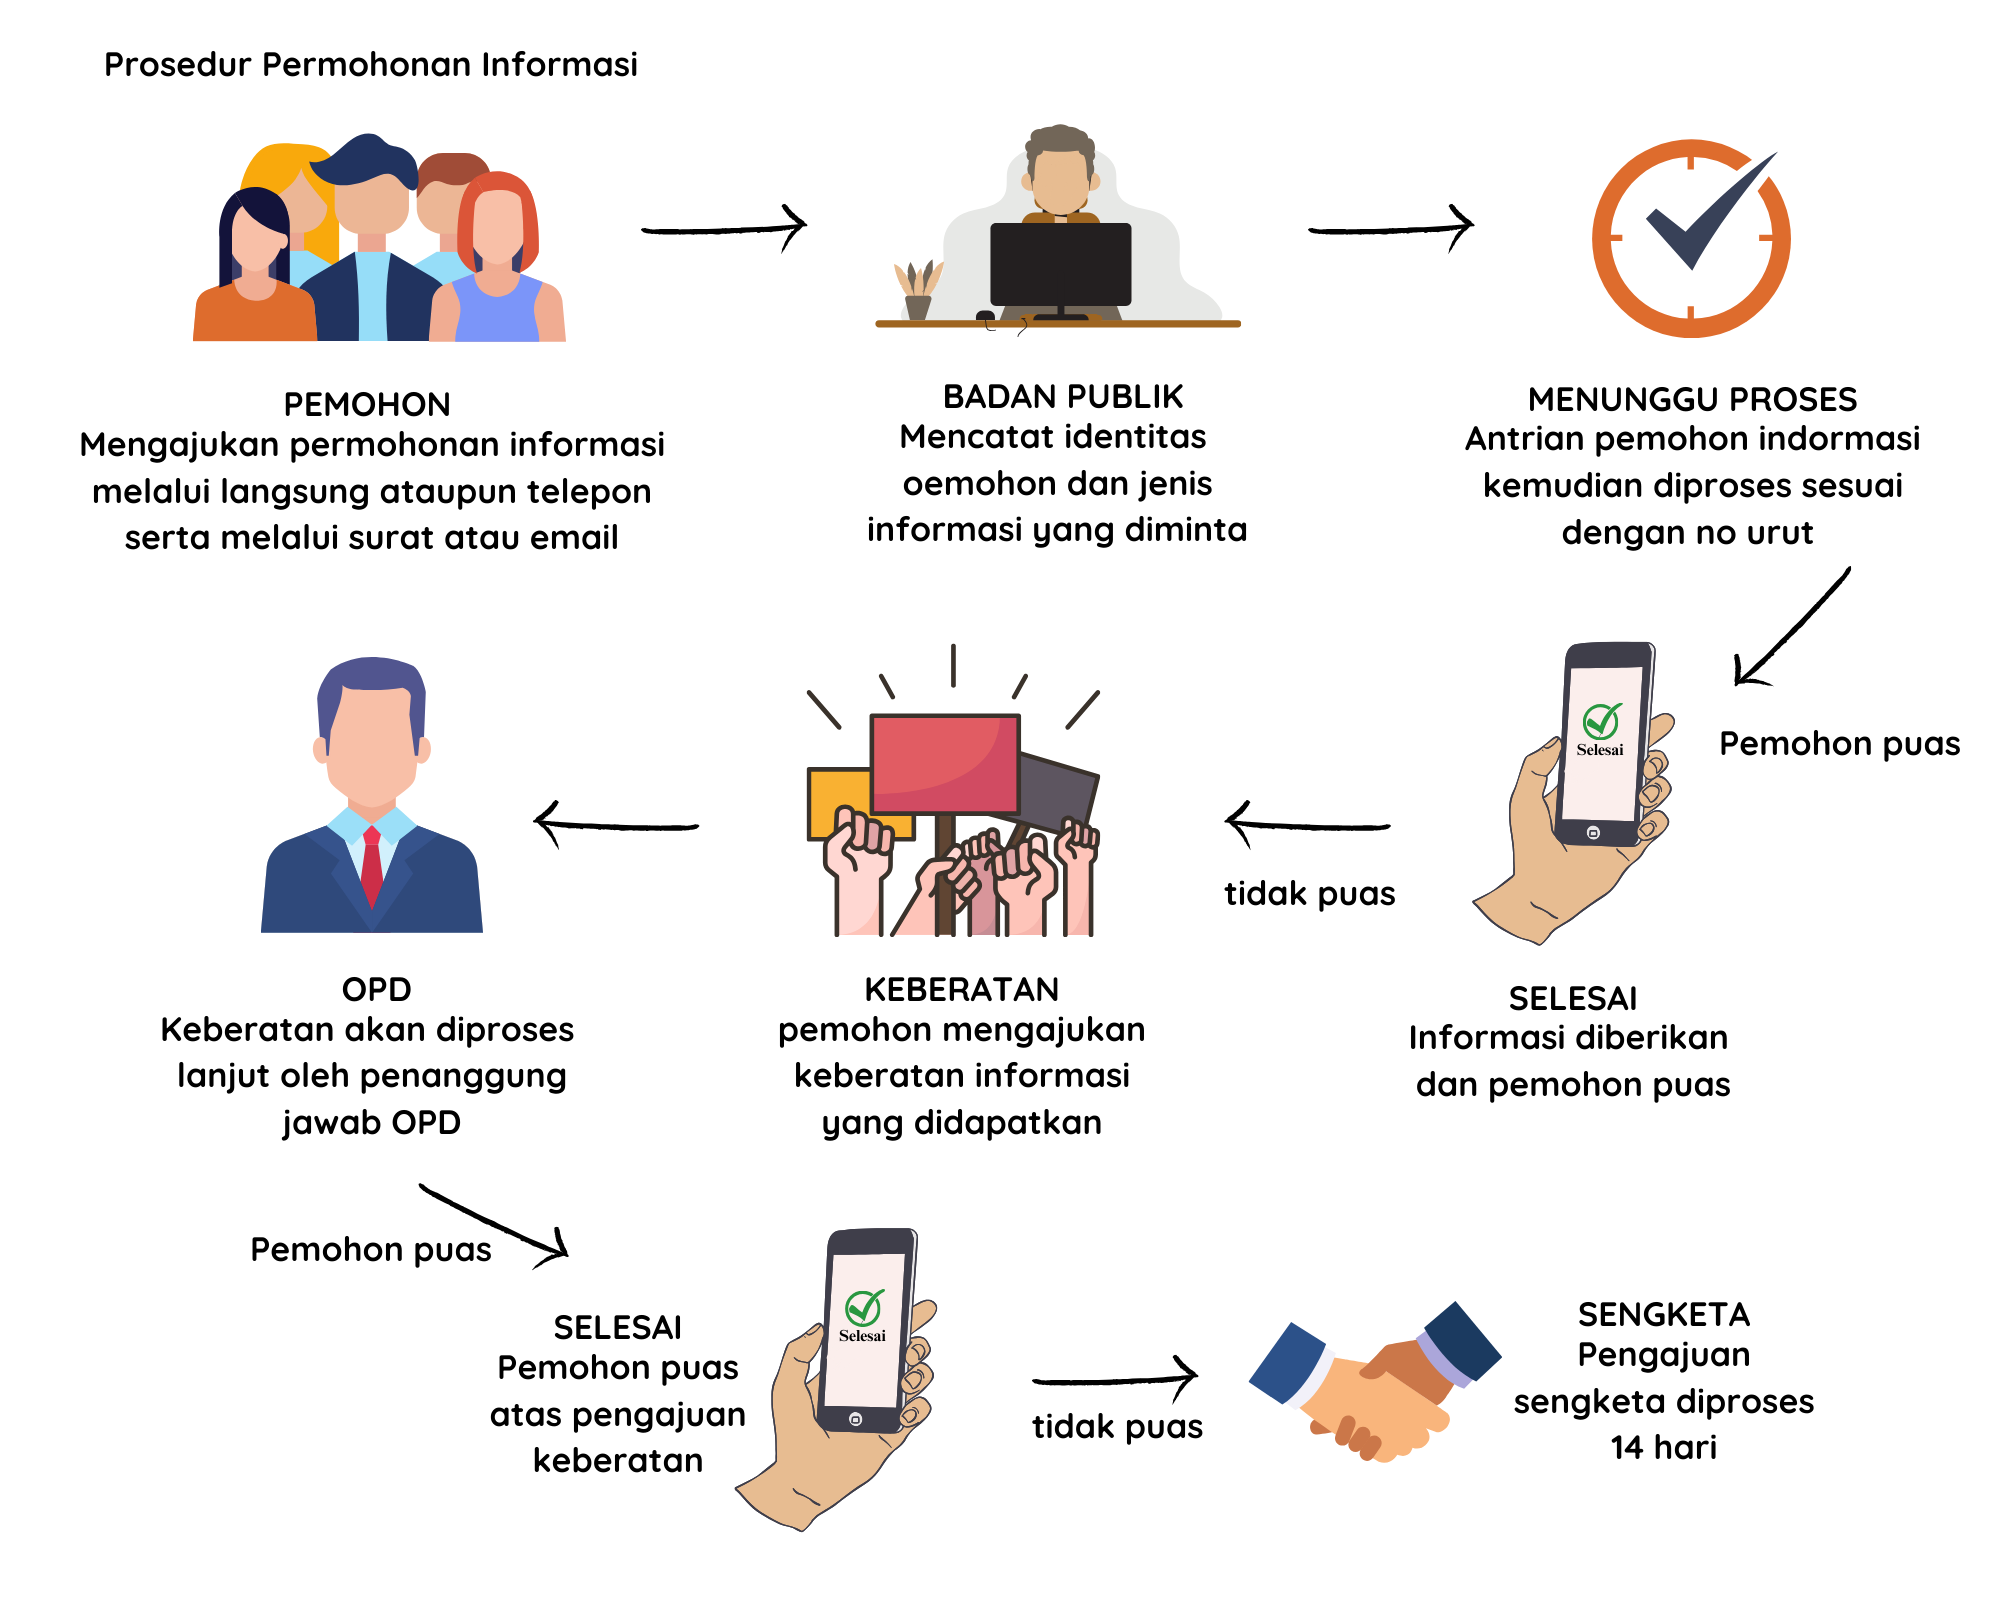 Prosedur Permohonan Informasi
PEMOHON
Mengajukan permohonan informasi
melalui langsung ataupun telepon
serta melalui surat atau email
BADAN PUBLIK
Mencatat identitas
oemohon dan jenis
informasi yang diminta
MENUNGGU PROSES
Antrian pemohon indormasi
kemudian diproses sesuai
dengan no urut
Pemohon puas
Selesai
SELESAI
Informasi diberikan
dan pemohon puas
tidak puas
KEBERATAN
pemohon mengajukan
keberatan informasi
yang didapatkan
OPD
Keberatan akan diproses
lanjut oleh penanggung
jawab OPD
Pemohon puas
SELESAI
Pemohon puas
atas pengajuan
keberatan
Selesai
tidak puas
SENGKETA
Pengajuan
sengketa diproses
14 hari